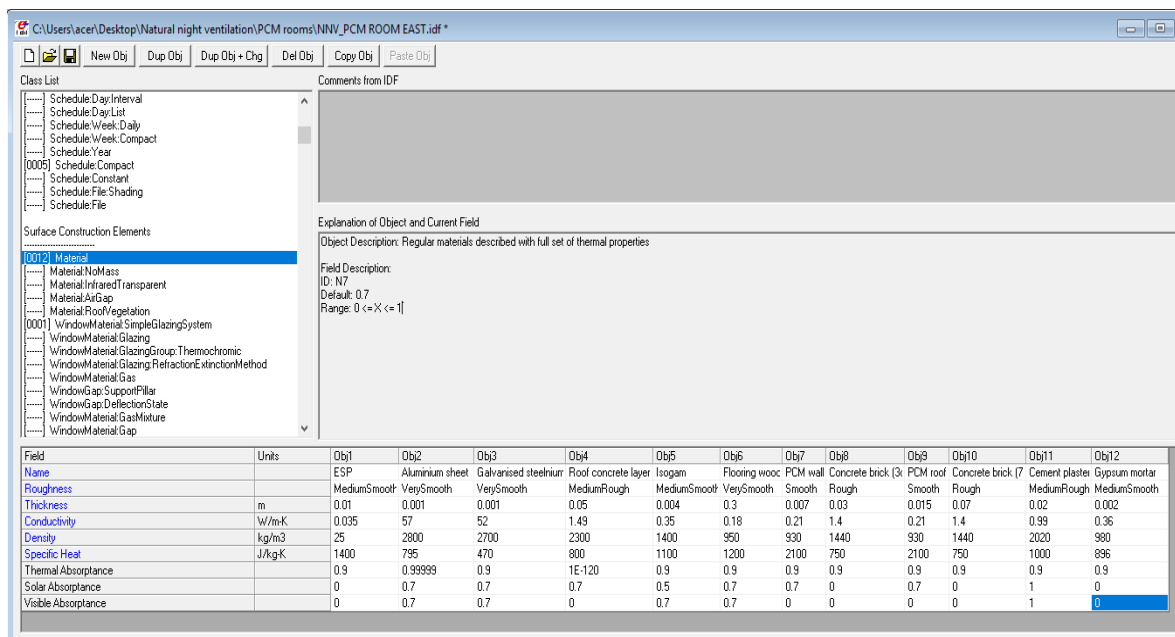 C:\Users\acer\Desktop\Natural night ventilation\PCM rooms\NNV_PCM ROOM EAST.idf *
New Obj Dup Obj Dup Obj + Chg Del Obj Copy Obj Paste Obj
Class List
[------] Schedule:Day:Interval
[------] Schedule:Day:List
[------] Schedule:Week:Daily
[------] Schedule:Week:Compact
[------] Schedule:Year
[0005] Schedule:Compact
[------] Schedule:Constant
[------] Schedule:File:Shading
[------] Schedule:File
Surface Construction Elements
-------------------------
[0012] Material
[------] Material:NoMass
[------] Material:InfraredTransparent
[------] Material:AirGap
[------] Material:RoofVegetation
[0001] WindowMaterial:SimpleGlazingSystem
[------] WindowMaterial:Glazing
[------] WindowMaterial:GlazingGroup:Thermochromic
[------] WindowMaterial:Glazing:RefractionExtinctionMethod
[------] WindowMaterial:Gas
[------] WindowGap:SupportPillar
[------] WindowGap:DeflectionState
[------] WindowMaterial:GasMixture
[------] WindowMaterial:Gap
Comments from IDF
Explanation of Object and Current Field
Object Description: Regular materials described with full set of thermal properties
Field Description:
ID: N7
Default: 0.7
Range: 0 <= X <= 1
Field Units Obj1 Obj2 Obj3 Obj4 Obj5 Obj6 Obj7 Obj8 Obj9 Obj10 Obj11 Obj12
Name ESP Aluminium sheet Galvanised steelnium Roof concrete layer Isogam Flooring wooc PCM wall Concrete brick (3c PCM roof Concrete brick (7 Cement plaster Gypsum mortar
Roughness MediumSmooth VerySmooth VerySmooth MediumRough MediumSmooth VerySmooth Smooth Rough Smooth Rough MediumRough MediumSmooth
Thickness m 0.01 0.001 0.001 0.05 0.004 0.3 0.007 0.03 0.015 0.07 0.02 0.002
Conductivity W/m-K 0.035 57 52 1.49 0.35 0.18 0.21 1.4 0.21 1.4 0.99 0.36
Density kg/m3 25 2800 2700 2300 1400 950 930 1440 930 1440 2020 980
Specific Heat J/kg-K 1400 795 470 800 1100 1200 2100 750 2100 750 1000 896
Thermal Absorptance 0.9 0.99999 0.9 1E-120 0.9 0.9 0.9 0.9 0.9 0.9 0.9 0.9
Solar Absorptance 0 0.7 0.7 0.7 0.5 0.7 0.7 0 0.7 0 1 0
Visible Absorptance 0 0.7 0.7 0 0.7 0.7 0 0 0 0 1 0